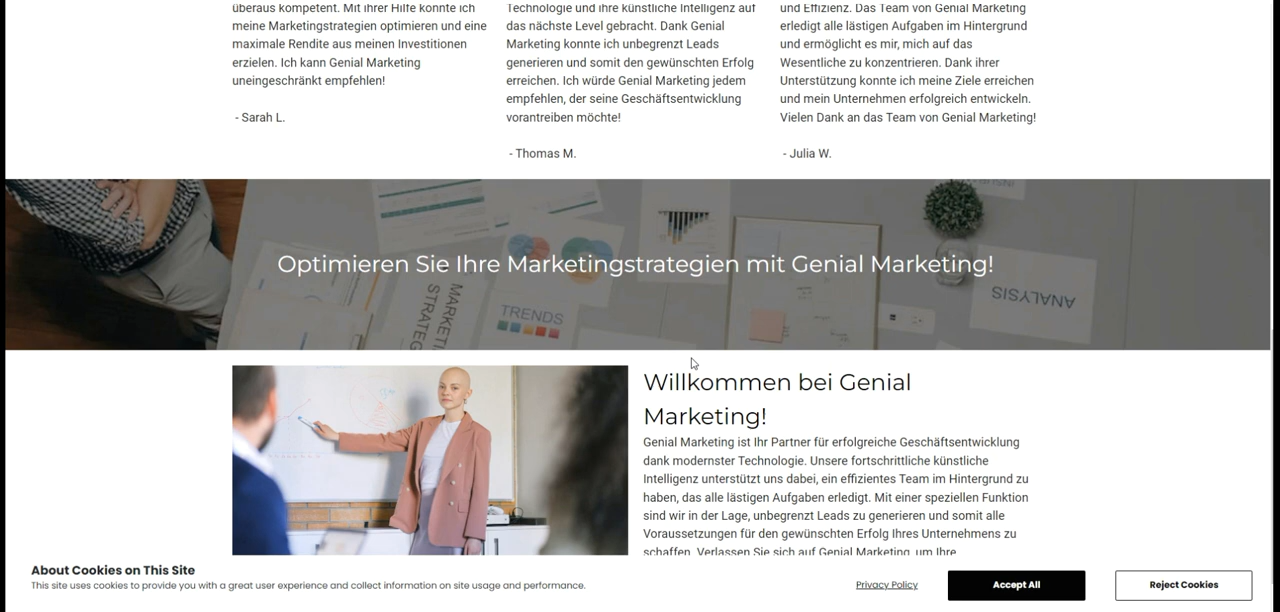 überaus kompetent. Mit ihrer Hilfe konnte ich
meine Marketingstrategien optimieren und eine
maximale Rendite aus meinen Investitionen
erzielen. Ich kann Genial Marketing
uneingeschränkt empfehlen!
- Sarah L.
Technologie und ihre künstliche Intelligenz auf
das nächste Level gebracht. Dank Genial
Marketing konnte ich unbegrenzt Leads
generieren und somit den gewünschten Erfolg
erreichen. Ich würde Genial Marketing jedem
empfehlen, der seine Geschäftsentwicklung
vorantreiben möchte!
- Thomas M.
und Effizienz. Das Team von Genial Marketing
erledigt alle lästigen Aufgaben im Hintergrund
und ermöglicht es mir, mich auf das
Wesentliche zu konzentrieren. Dank ihrer
Unterstützung konnte ich meine Ziele erreichen
und mein Unternehmen erfolgreich entwickeln.
Vielen Dank an das Team von Genial Marketing!
- Julia W.
Optimieren Sie Ihre Marketingstrategien mit Genial Marketing!
TRENDS
ANALYSIS
Willkommen bei Genial
Marketing!
Genial Marketing ist Ihr Partner für erfolgreiche Geschäftsentwicklung
dank modernster Technologie. Unsere fortschrittliche künstliche
Intelligenz unterstützt uns dabei, ein effizientes Team im Hintergrund zu
haben, das alle lästigen Aufgaben erledigt. Mit einer speziellen Funktion
sind wir in der Lage, unbegrenzt Leads zu generieren und somit alle
Voraussetzungen für den gewünschten Erfolg Ihres Unternehmens zu
schaffen. Verlassen Sie sich auf Genial Marketing, um Ihre
About Cookies on This Site
This site uses cookies to provide you with a great user experience and collect information on site usage and performance.
Privacy Policy
Accept All
Reject Cookies